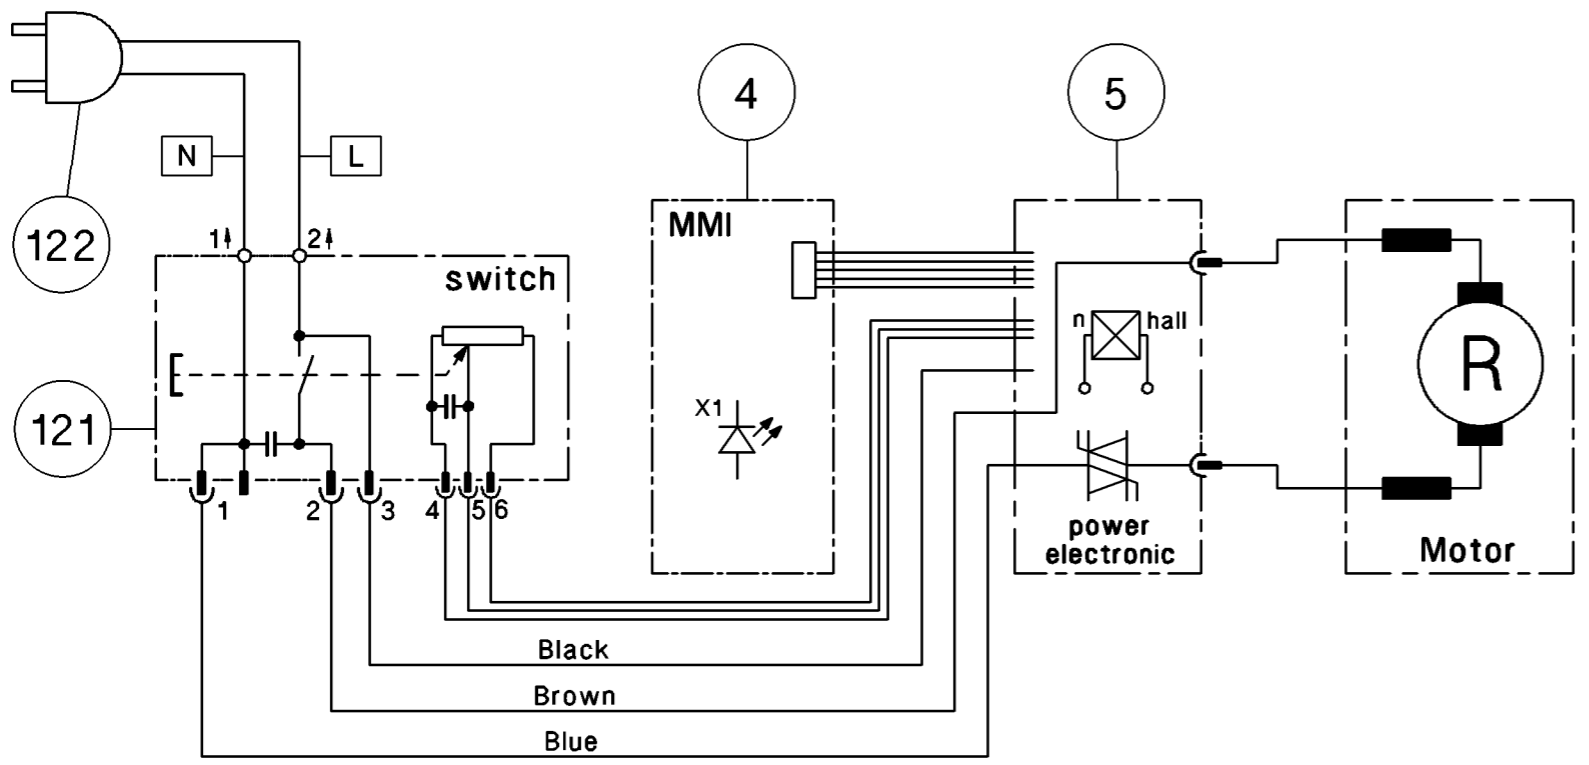 4
5
N
L
122
1
2
MMI
switch
n
hall
R
X1
121
1
2
3
4
5
6
power
electronic
Motor
Black
Brown
Blue